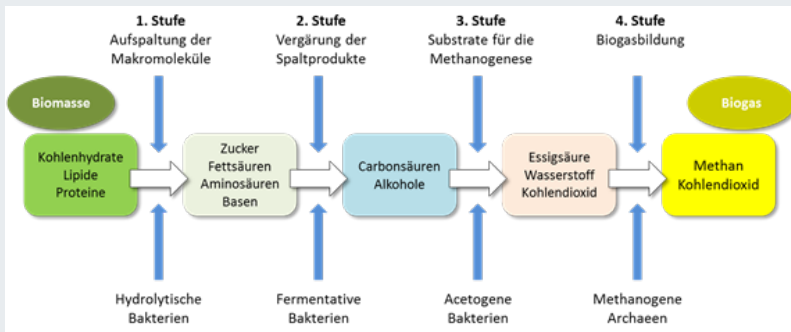 1. Stufe
Aufspaltung der
Makromoleküle
2. Stufe
Vergärung der
Spaltprodukte
3. Stufe
Substrate für die
Methanogenese
4. Stufe
Biogasbildung
Biomasse
Biogas
Kohlenhydrate
Lipide
Proteine
Zucker
Fettsäuren
Aminosäuren
Basen
Carbonsäuren
Alkohole
Essigsäure
Wasserstoff
Kohlendioxid
Methan
Kohlendioxid
Hydrolytische
Bakterien
Fermentative
Bakterien
Acetogene
Bakterien
Methanogene
Archaeen